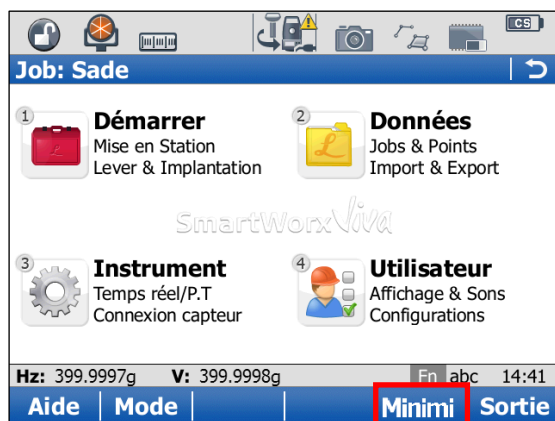 CS
Job: Sade
1 Démarrer
Mise en Station
Lever & Implantation
2 Données
Jobs & Points
Import & Export
SmartWorx Viva
3 Instrument
Temps réel/P.T
Connexion capteur
4 Utilisateur
Affichage & Sons
Configurations
Hz: 399.9997g V: 399.9998g En abc 14:41
Aide Mode Minimi Sortie